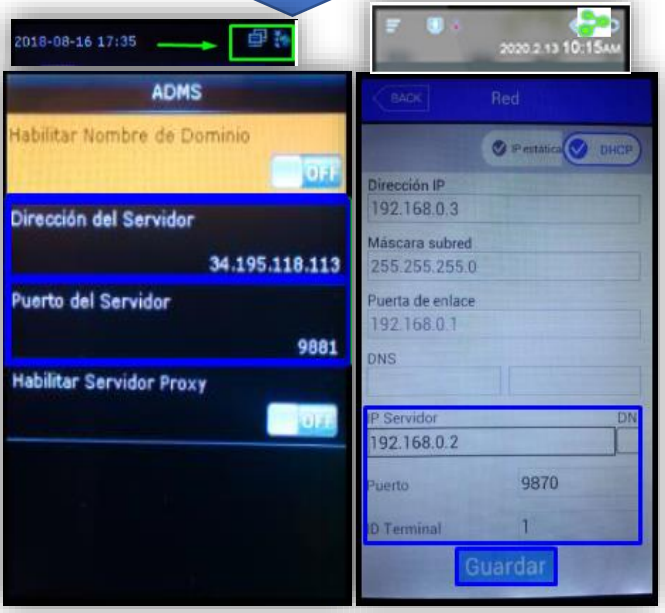 2018-08-16 17:35
ADMS
Habilitar Nombre de Dominio
OFF
Dirección del Servidor
34.195.118.113
Puerto del Servidor
9881
Habilitar Servidor Proxy
OFF
2020.2.13 10:15AM
BACK Red
IP estática DHCP
Dirección IP
192.168.0.3
Máscara subred
255.255.255.0
Puerta de enlace
192.168.0.1
DNS
IP Servidor DN
192.168.0.2
Puerto 9870
ID Terminal 1
Guardar